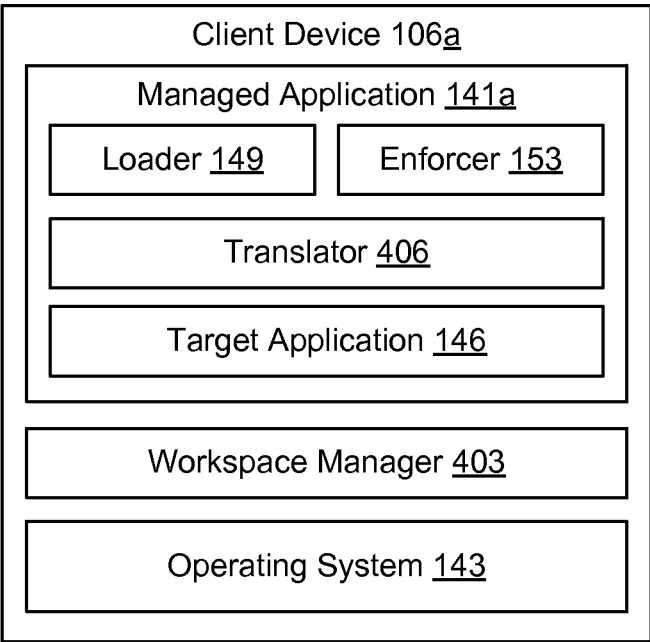 Client Device 106a
Managed Application 141a
Loader 149
Enforcer 153
Translator 406
Target Application 146
Workspace Manager 403
Operating System 143